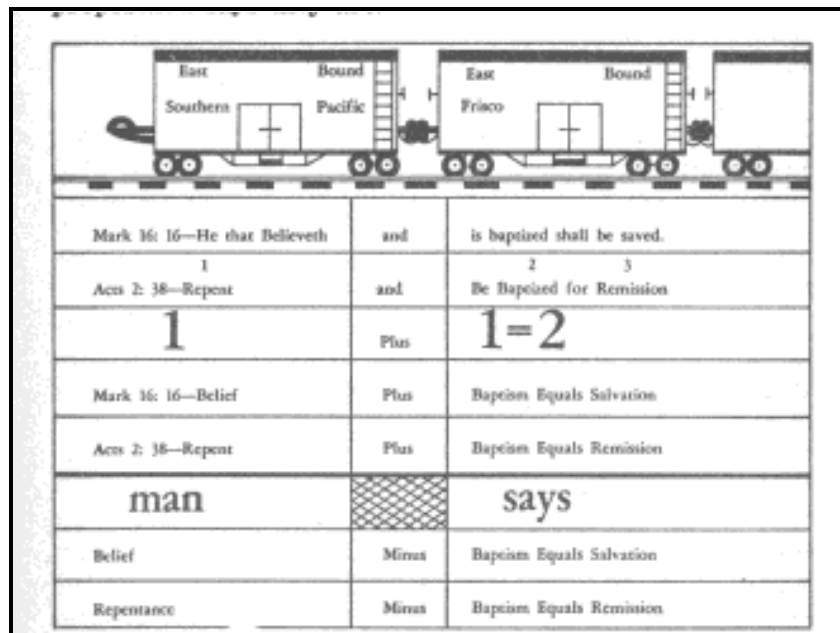 East Bound East Bound
Southern Pacific Frisco
Mark 16: 16—He that Believeth and is baptized shall be saved.
1 2 3
Acts 2: 38—Repent and Be Baptized for Remission
1 Plus 1=2
Mark 16: 16—Belief Plus Baptism Equals Salvation
Acts 2: 38—Repent Plus Baptism Equals Remission
man says
Belief Minus Baptism Equals Salvation
Repentance Minus Baptism Equals Remission